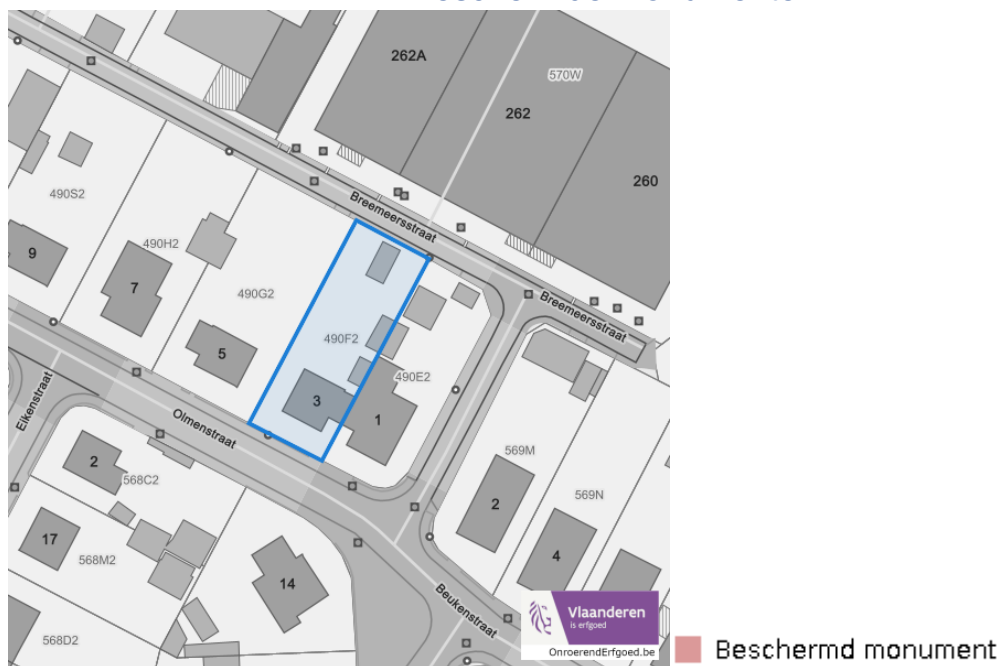 262A
570W
262
260
490S2
Breemeersstraat
490H2
9
7
490G2
Breemeersstraat
490F2
5
490E2
3
1
Eikenstraat
Olmenstraat
2
568C2
569M
569N
2
17
568M2
4
14
Beukenstraat
568D2
Vlaanderen
is erfgoed
OnroerendErfgoed.be
Beschermd monument